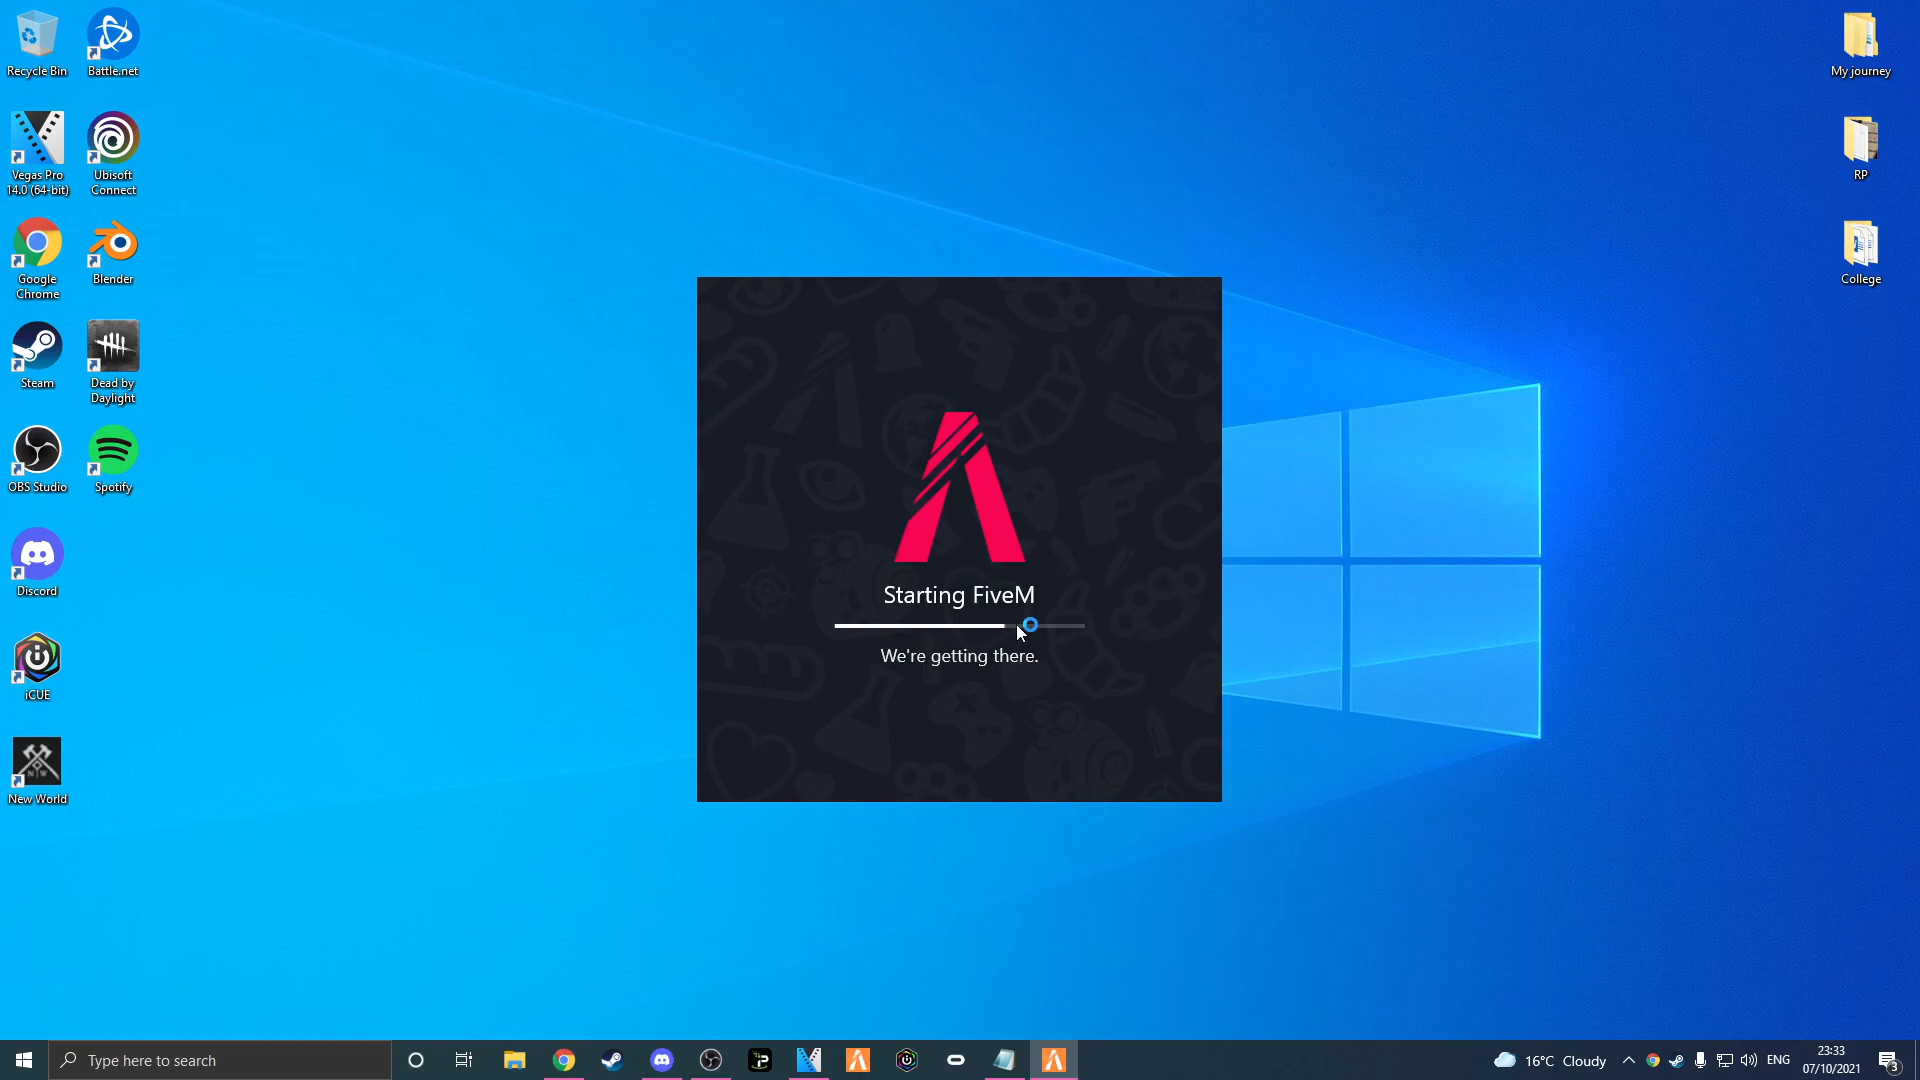 Recycle Bin
Battle.net
Vegas Pro
14.0 (64-bit)
Ubisoft
Connect
Google
Chrome
Blender
Steam
Dead by
Daylight
OBS Studio
Spotify
Discord
iCUE
New World
My journey
RP
College
Starting FiveM
We're getting there.
Type here to search
16°C Cloudy
ENG
23:33
07/10/2021
3